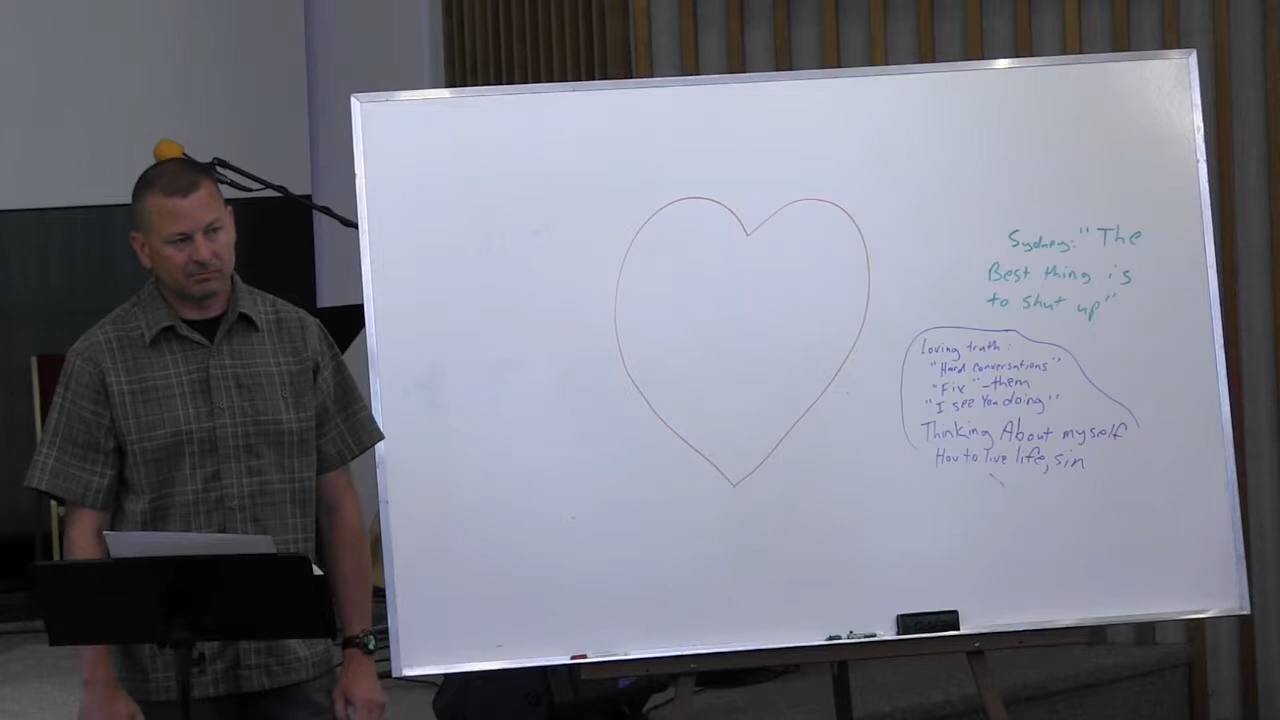 Sydney: "The
Best thing is
to shut up"
Loving truth:
"Hard conversations"
"Fix"-them
"I see You doing"
Thinking About myself
How to live life, sin